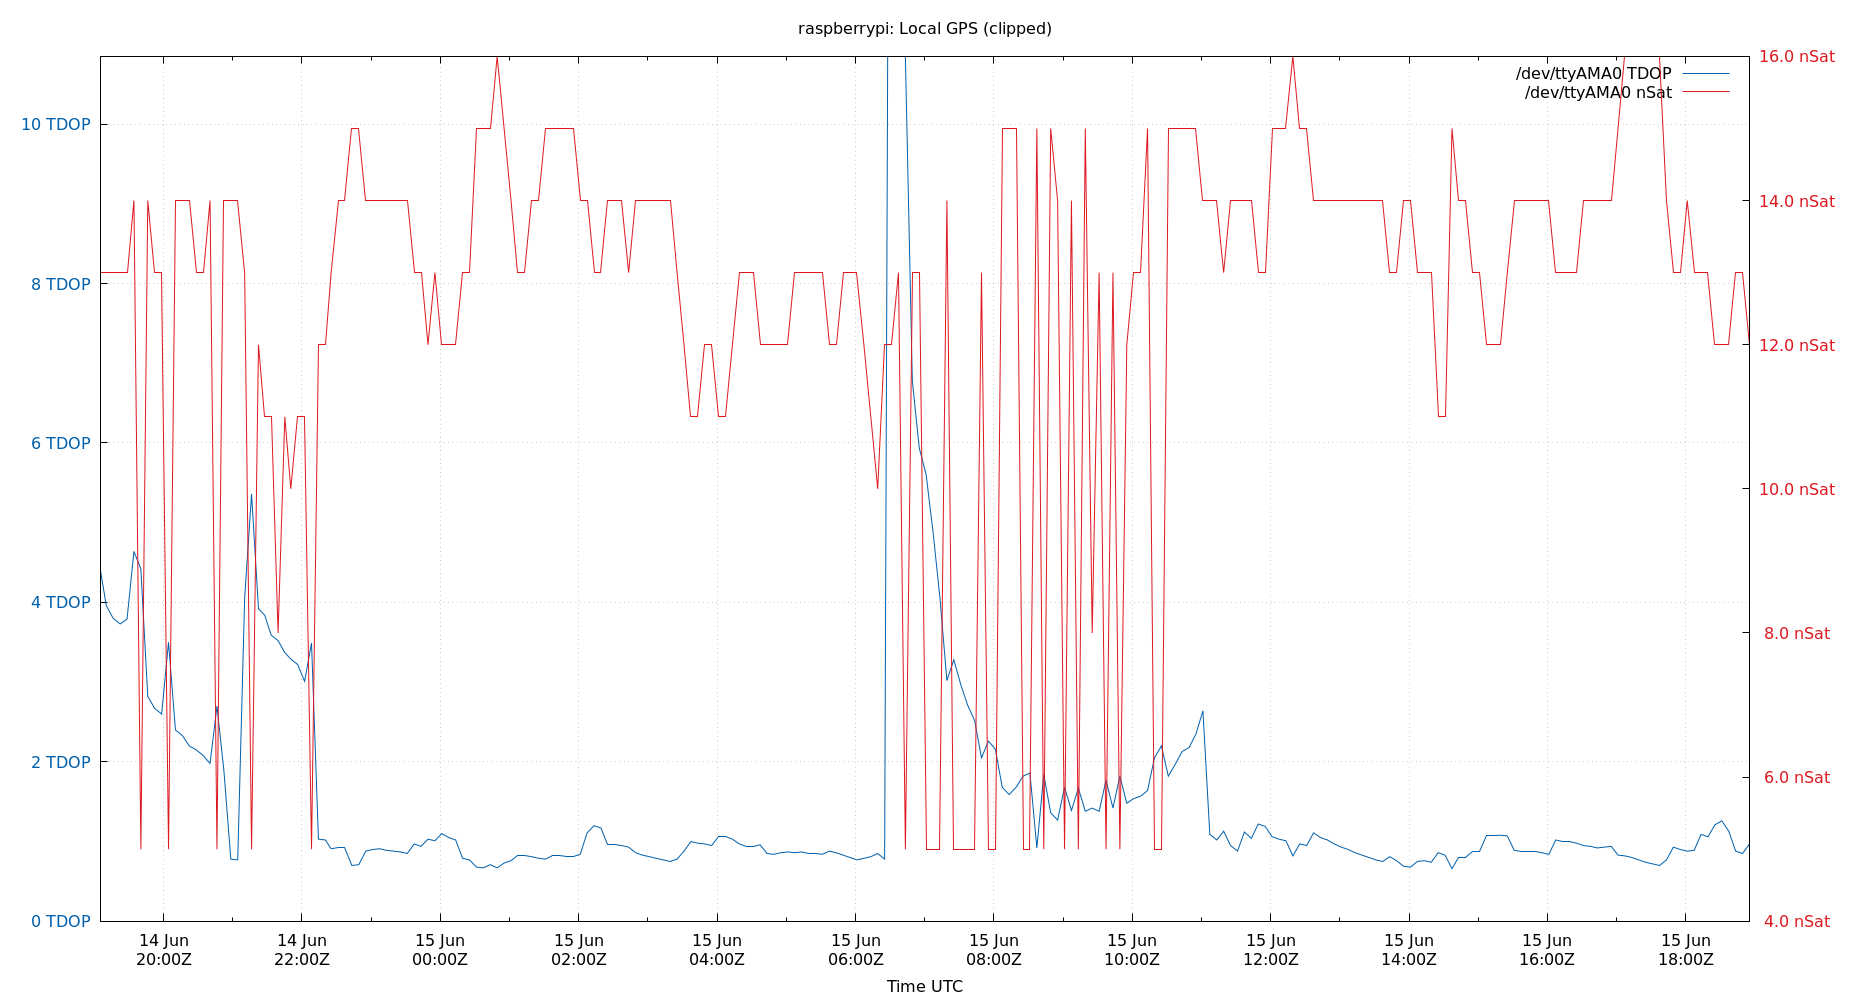 raspberrypi: Local GPS (clipped)
/dev/ttyAMA0 TDOP
/dev/ttyAMA0 nSat
10 TDOP
8 TDOP
6 TDOP
4 TDOP
2 TDOP
0 TDOP
16.0 nSat
14.0 nSat
12.0 nSat
10.0 nSat
8.0 nSat
6.0 nSat
4.0 nSat
14 Jun
20:00Z
14 Jun
22:00Z
15 Jun
00:00Z
15 Jun
02:00Z
15 Jun
04:00Z
15 Jun
06:00Z
15 Jun
08:00Z
15 Jun
10:00Z
15 Jun
12:00Z
15 Jun
14:00Z
15 Jun
16:00Z
15 Jun
18:00Z
Time UTC